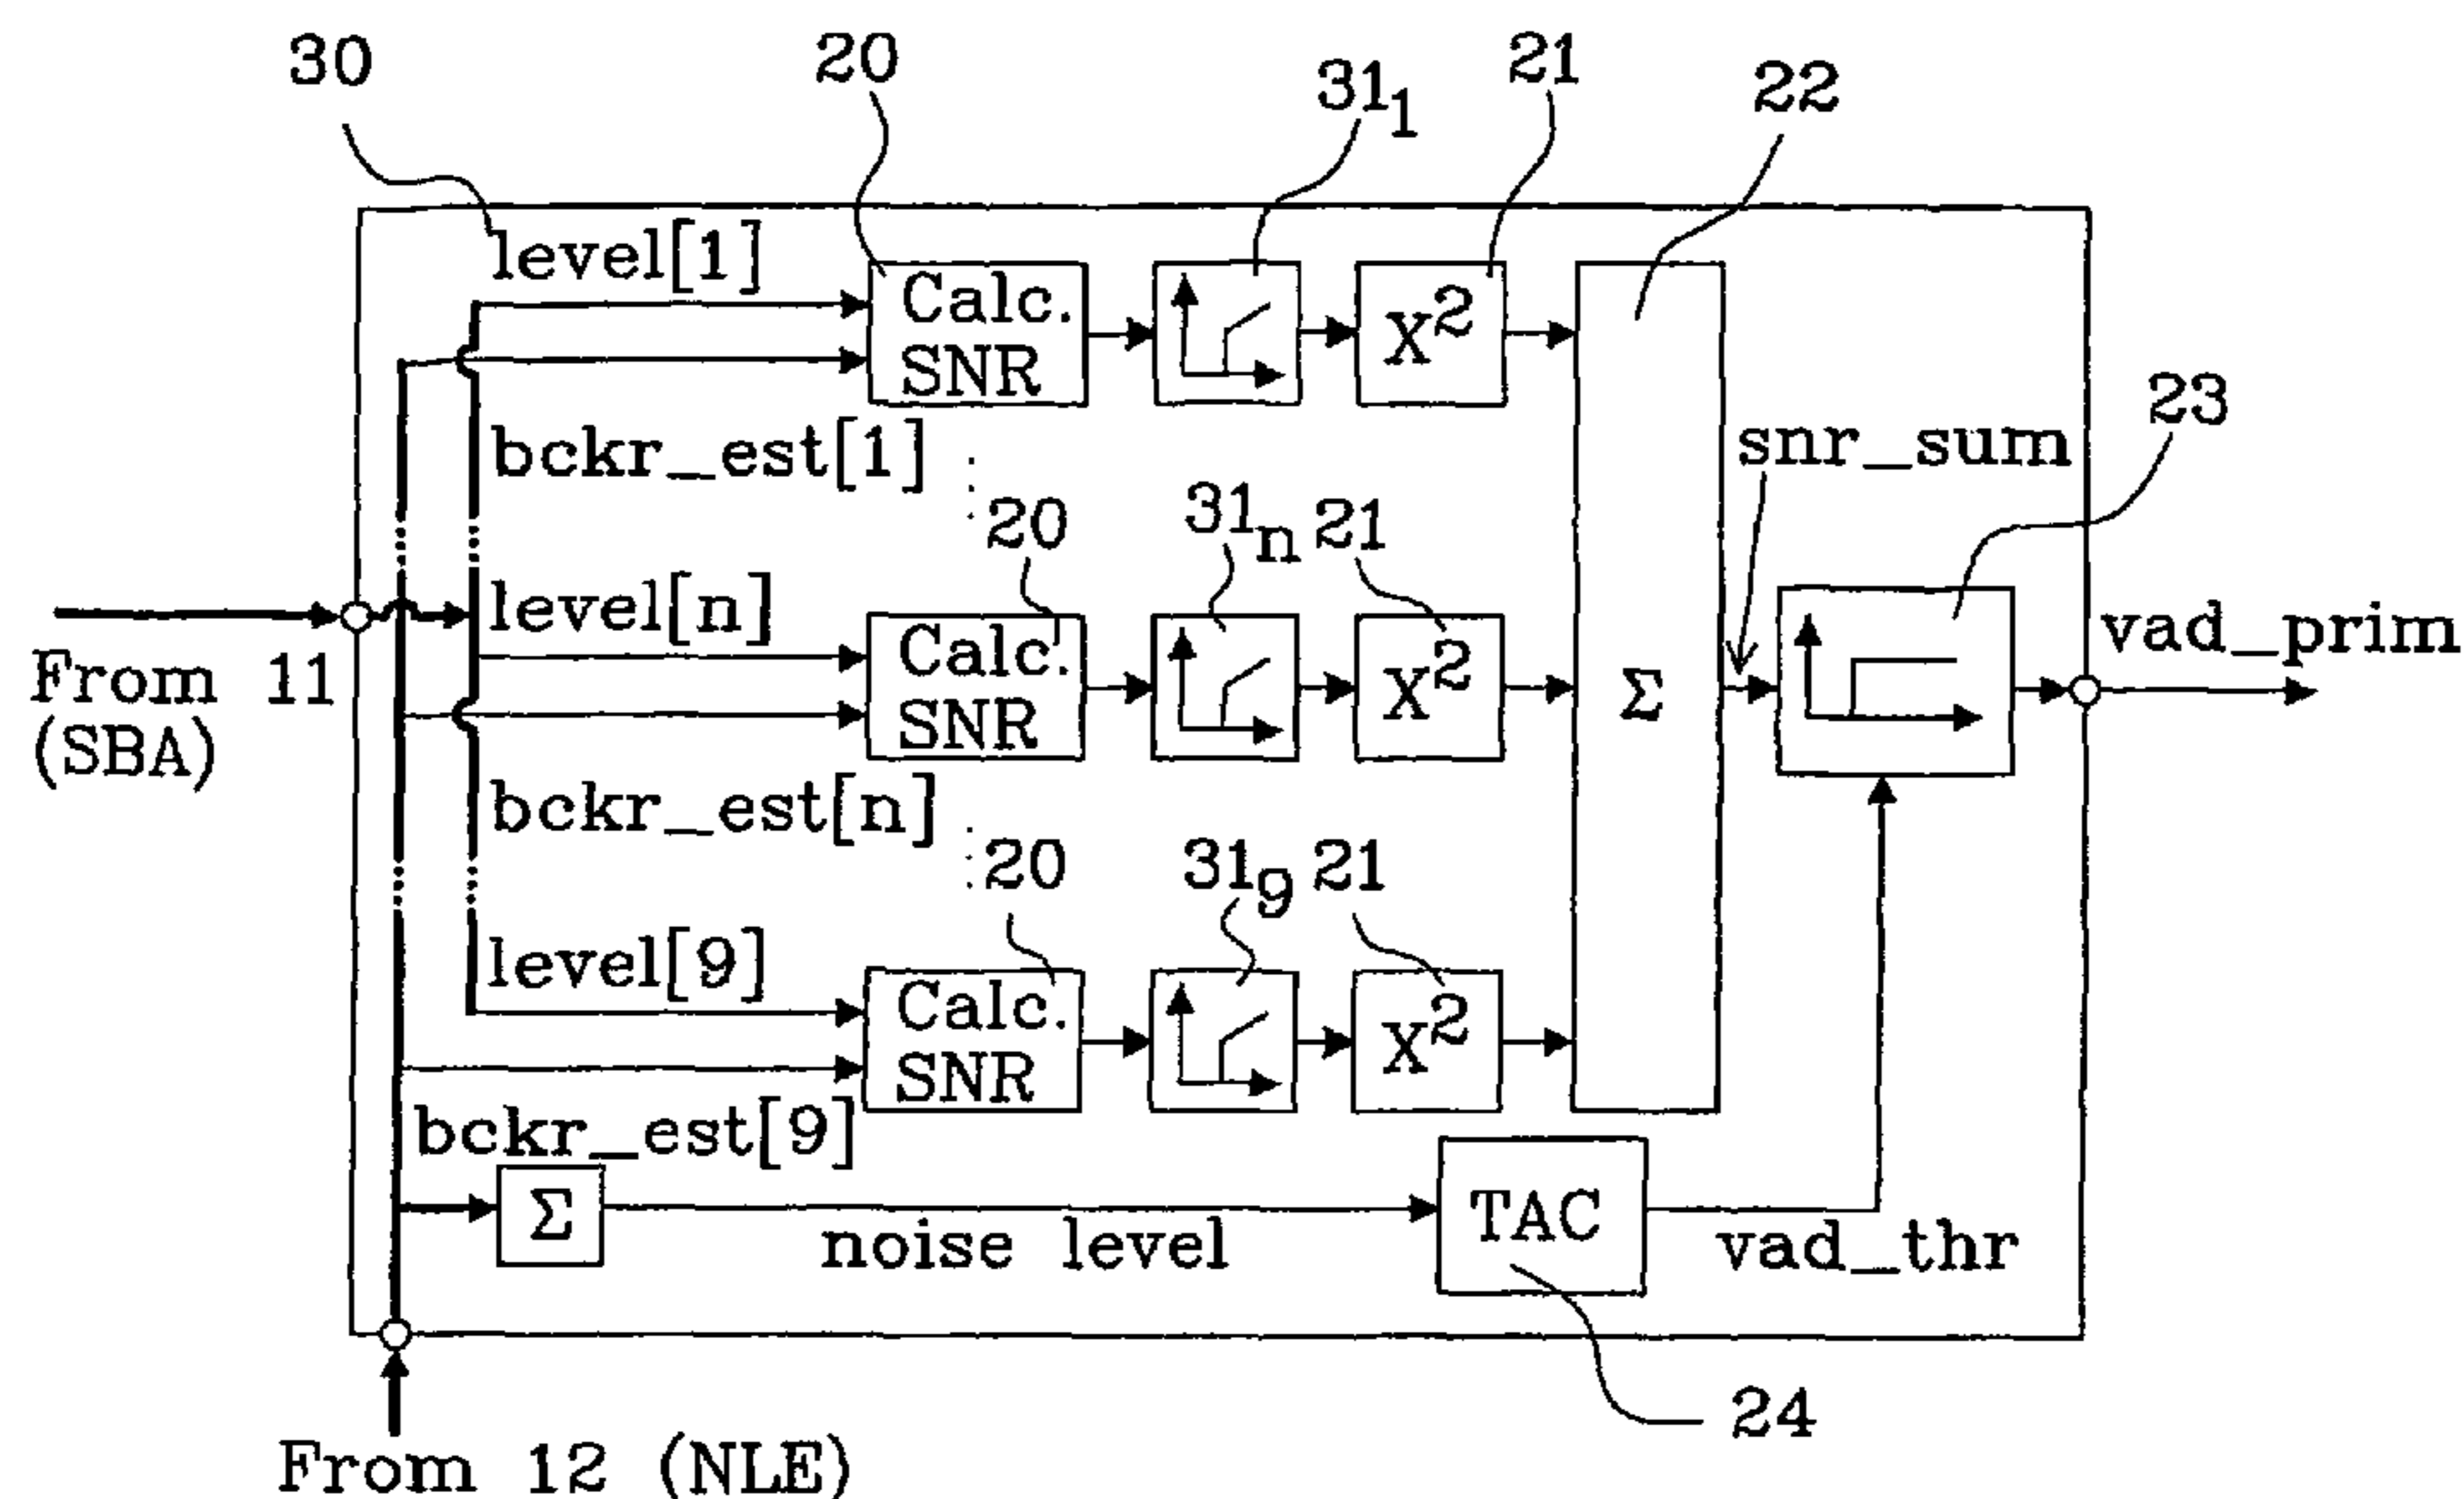 30
20
31₁
21
22
level[1]
Calc.
SNR
X²
bckr_est[1]
snr_sum
23
20
31ₙ
21
level[n]
Calc.
SNR
X²
Σ
vad_prim
From 11
(SBA)
bckr_est[n]
20
31₉
21
level[9]
Calc.
SNR
X²
bckr_est[9]
Σ
noise level
TAC
vad_thr
24
From 12 (NLE)